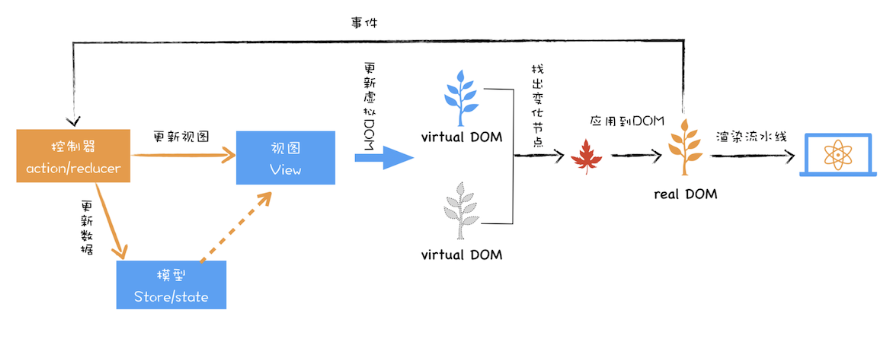 事件
控制器
action/reducer
更新视图
视图
View
更新虚拟DOM
virtual DOM
virtual DOM
找出变化节点
应用到DOM
real DOM
渲染流水线
更新数据
模型
Store/state